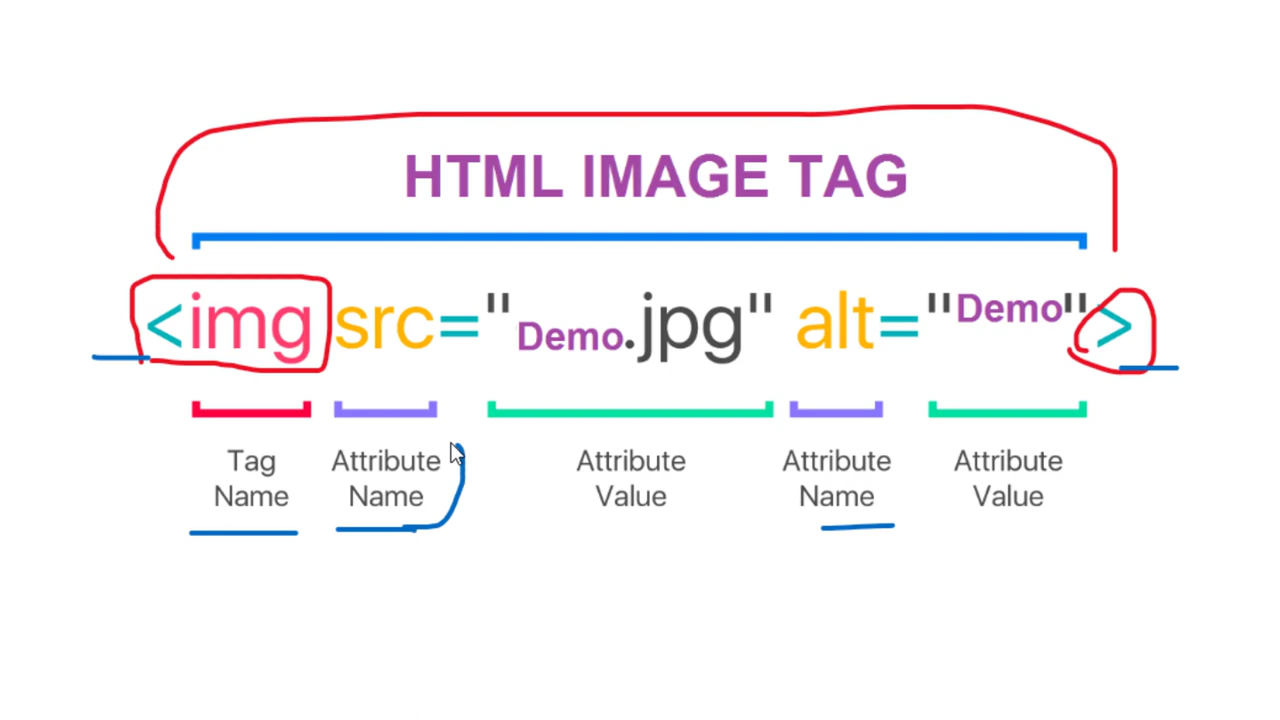 HTML IMAGE TAG
<img src="Demo.jpg" alt="Demo">
Tag Name
Attribute Name
Attribute Value
Attribute Name
Attribute Value